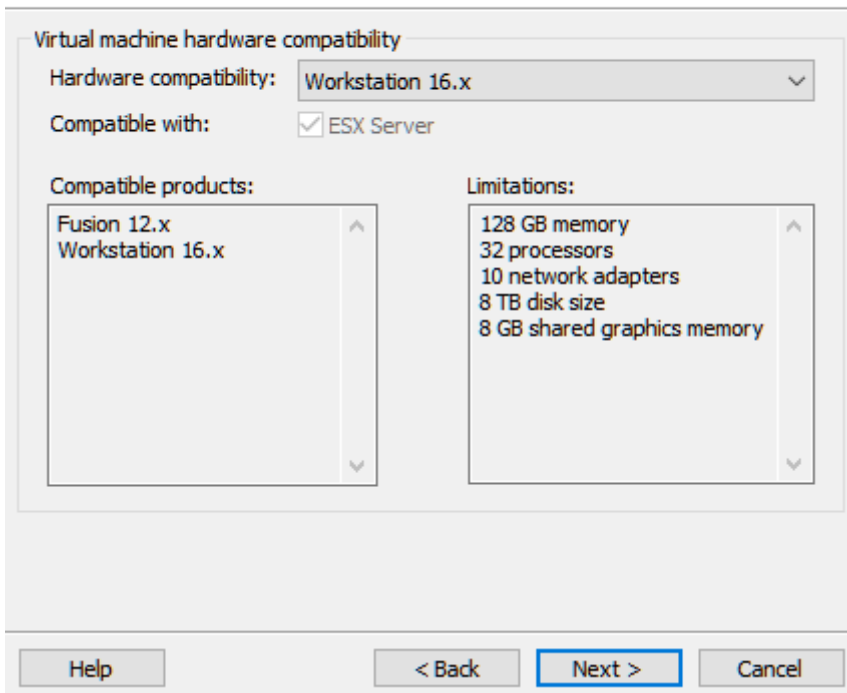 Virtual machine hardware compatibility
Hardware compatibility: Workstation 16.x
Compatible with: ESX Server
Compatible products:
Fusion 12.x
Workstation 16.x
Limitations:
128 GB memory
32 processors
10 network adapters
8 TB disk size
8 GB shared graphics memory
Help < Back Next > Cancel